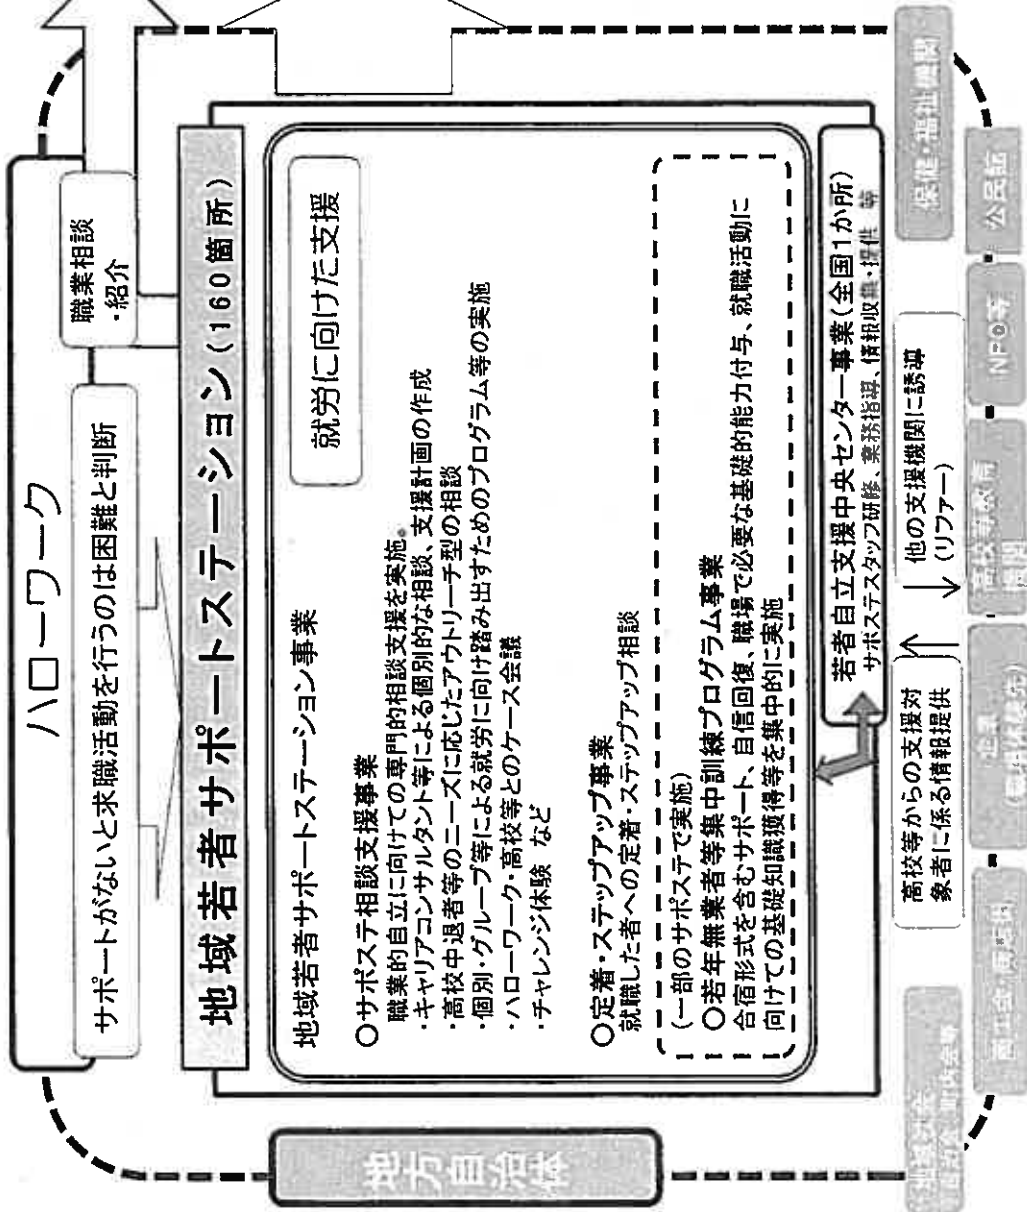 ハローワーク
サポートがないと求職活動を行うのは困難と判断
職業相談
・紹介
地域若者サポートステーション(160箇所)
就労に向けた支援
地域若者サポートステーション事業
〇サポステ相談支援事業
職業的自立に向けての専門的相談支援を実施。
・キャリアコンサルタント等による個別的な相談、支援計画の作成
・高校中退者等のニーズに応じたアウトリーチ型の相談
・個別・グループ等による就労に向け踏み出すためのプログラム等の実施
・ハローワーク・高校等とのケース会議
・チャレンジ体験 など
〇定着・ステップアップ事業
就職した者への定着・ステップアップ相談
(一部のサポステで実施)
〇若年無業者等集中訓練プログラム事業
合宿形式を含むサポート、自信回復、職場で必要な基礎的能力付与、就職活動に
向けての基礎知識獲得等を集中的に実施
若者自立支援中央センター事業(全国1か所)
サポステスタッフ研修、業務指導、情報収集・提供 等
高校等からの支援対
象者に係る情報提供
他の支援機関に誘導
(リファー)
地方自治体
企業
高校等教育
機関
NPO等
公民館
保健・福祉機関